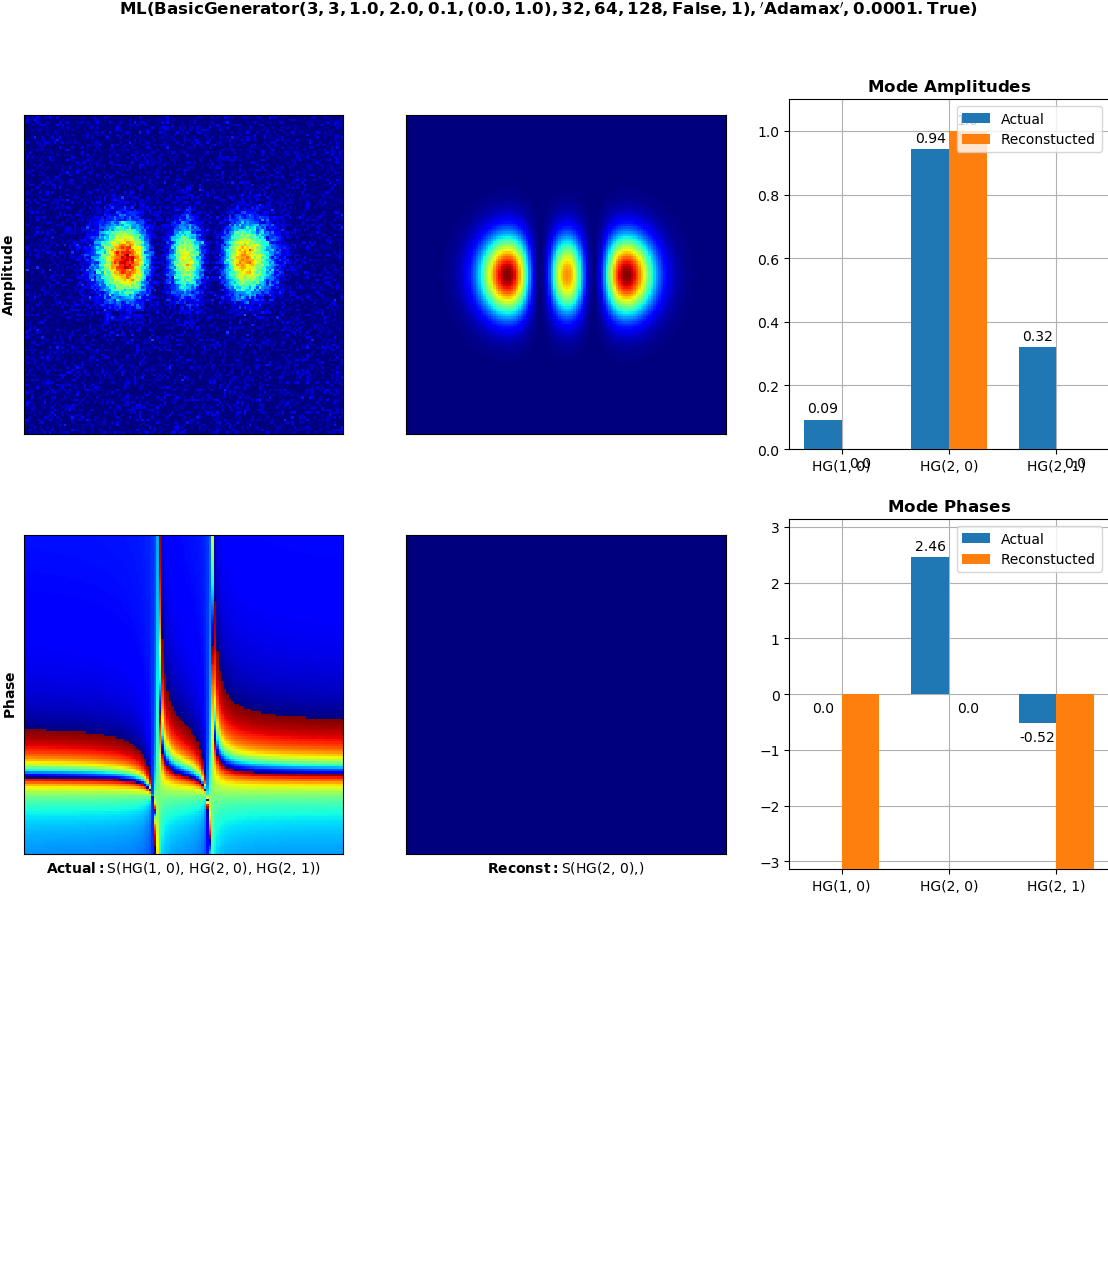 ML(BasicGenerator(3, 3, 1.0, 2.0, 0.1, (0.0, 1.0), 32, 64, 128, False, 1), 'Adamax', 0.0001. True)
Amplitude
Mode Amplitudes
Actual
Reconstucted
1.0
0.8
0.6
0.4
0.2
0.0
0.09
0.0
0.94
0.32
0.0
HG(1, 0)
HG(2, 0)
HG(2, 1)
Phase
Actual: S(HG(1, 0), HG(2, 0), HG(2, 1))
Reconst: S(HG(2, 0),)
Mode Phases
Actual
Reconstucted
3
2
1
0
−1
−2
−3
0.0
2.46
0.0
-0.52
HG(1, 0)
HG(2, 0)
HG(2, 1)